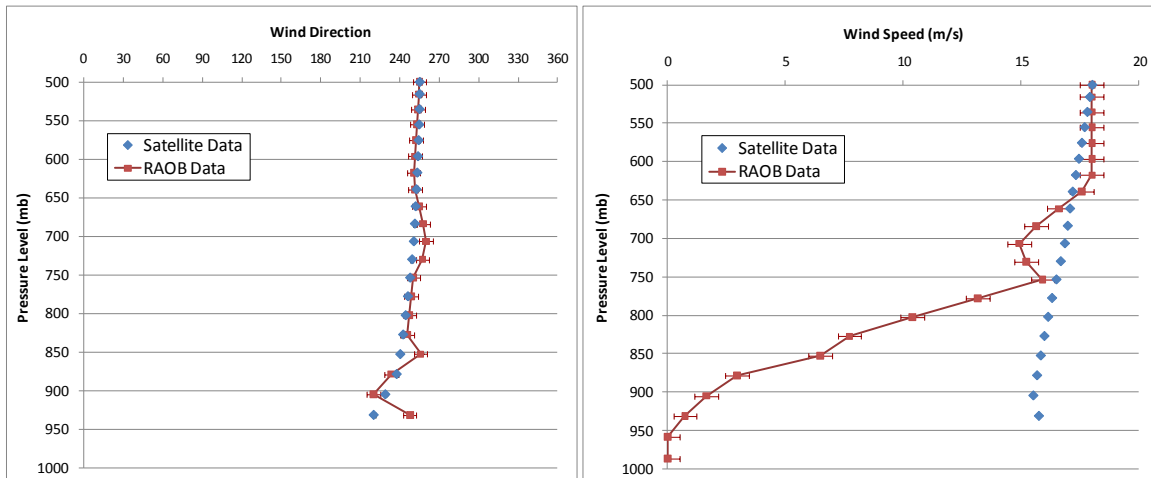 Wind Direction
0 30 60 90 120 150 180 210 240 270 300 330 360
500
550
600
650
700
750
800
850
900
950
1000
Pressure Level (mb)
Satellite Data
RAOB Data
Wind Speed (m/s)
0 5 10 15 20
500
550
600
650
700
750
800
850
900
950
1000
Pressure Level (mb)
Satellite Data
RAOB Data